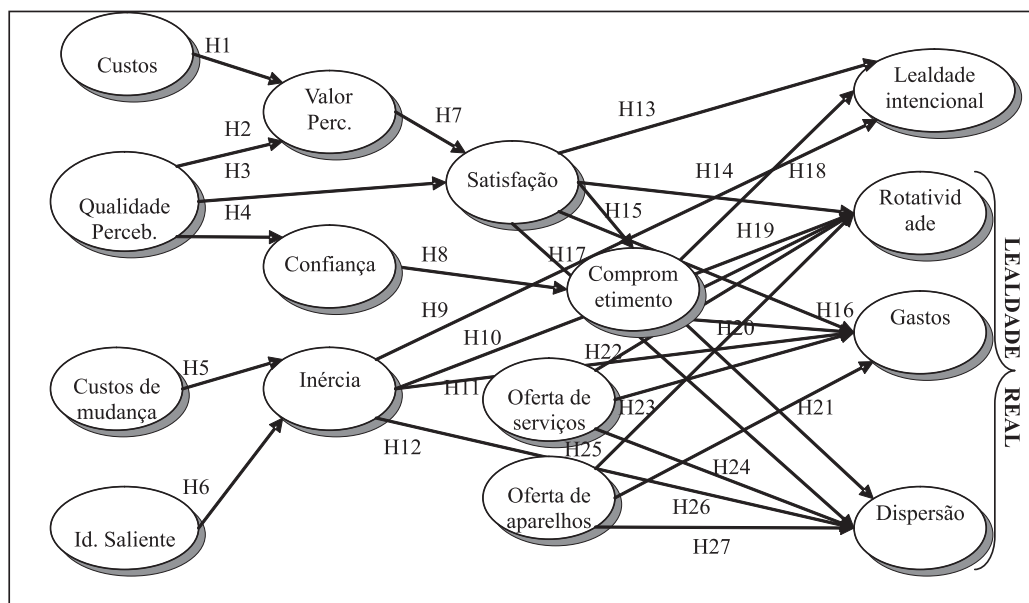 Custos
H1
Valor
Perc.
H7
H13
Lealdade
intencional
H2
H3
Qualidade
Perceb.
H4
Satisfação
H14
H18
H15
Rotativid
ade
H19
H17
Confiança
H8
Comprom
etimento
H9
H10
H16
Gastos
H20
H22
Custos de
mudança
H5
Inércia
H11
Oferta de
serviços
H23
H21
H12
H25
H24
H6
Id. Saliente
Oferta de
aparelhos
H26
Dispersão
H27
LEALDADE REAL